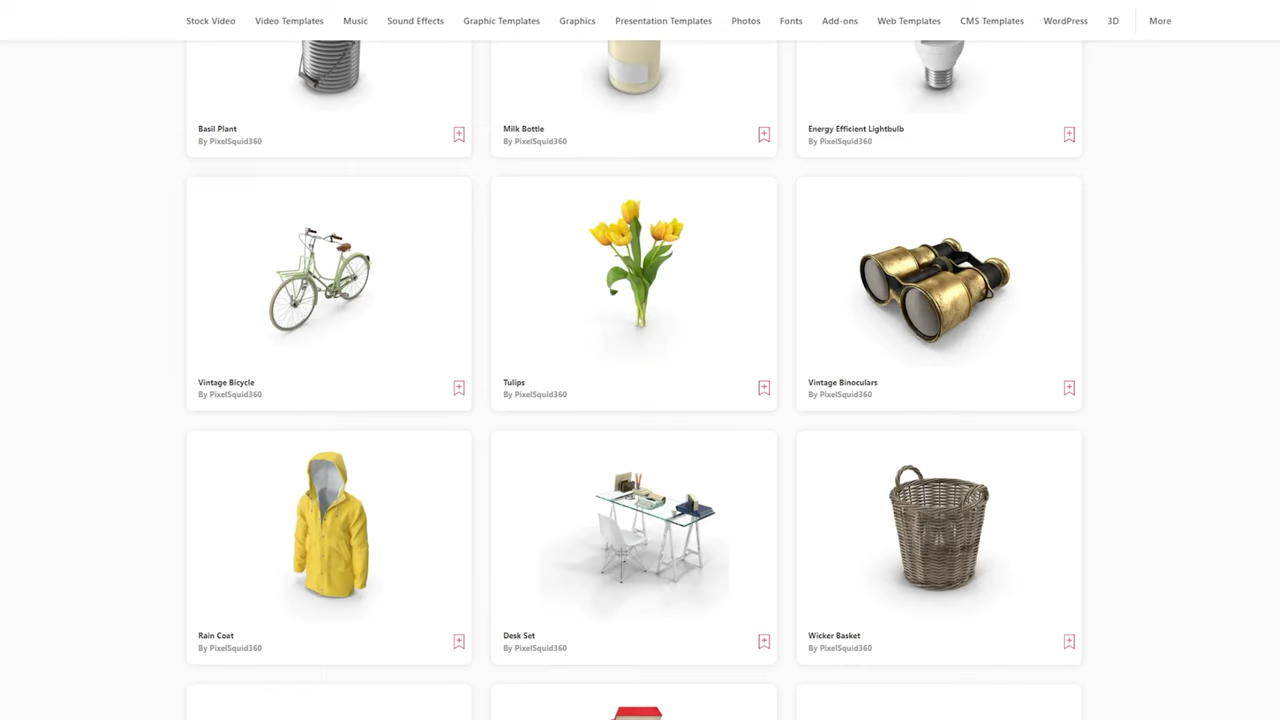 Stock Video Video Templates Music Sound Effects Graphic Templates Graphics Presentation Templates Photos Fonts Add-ons Web Templates CMS Templates WordPress 3D More
Basil Plant
By PixelSquid360
Milk Bottle
By PixelSquid360
Energy Efficient Lightbulb
By PixelSquid360
Vintage Bicycle
By PixelSquid360
Tulips
By PixelSquid360
Vintage Binoculars
By PixelSquid360
Rain Coat
By PixelSquid360
Desk Set
By PixelSquid360
Wicker Basket
By PixelSquid360